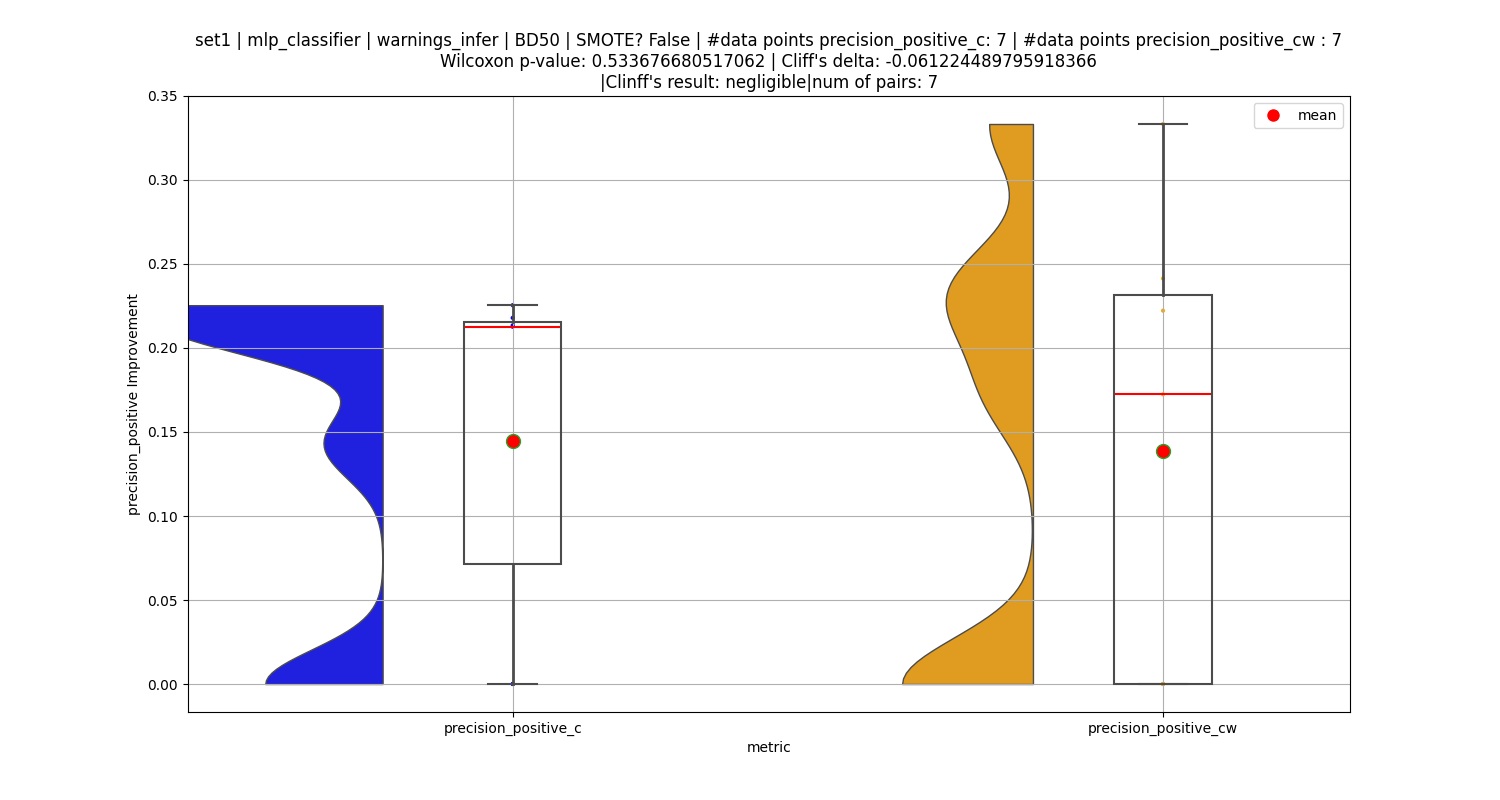 set1 | mlp_classifier | warnings_infer | BD50 | SMOTE? False | #data points precision_positive_c: 7 | #data points precision_positive_cw : 7
Wilcoxon p-value: 0.533676680517062 | Cliff's delta: -0.061224489795918366
|Clinff's result: negligible|num of pairs: 7
mean
0.35
0.30
0.25
0.20
0.15
0.10
0.05
0.00
precision_positive Improvement
precision_positive_c
precision_positive_cw
metric